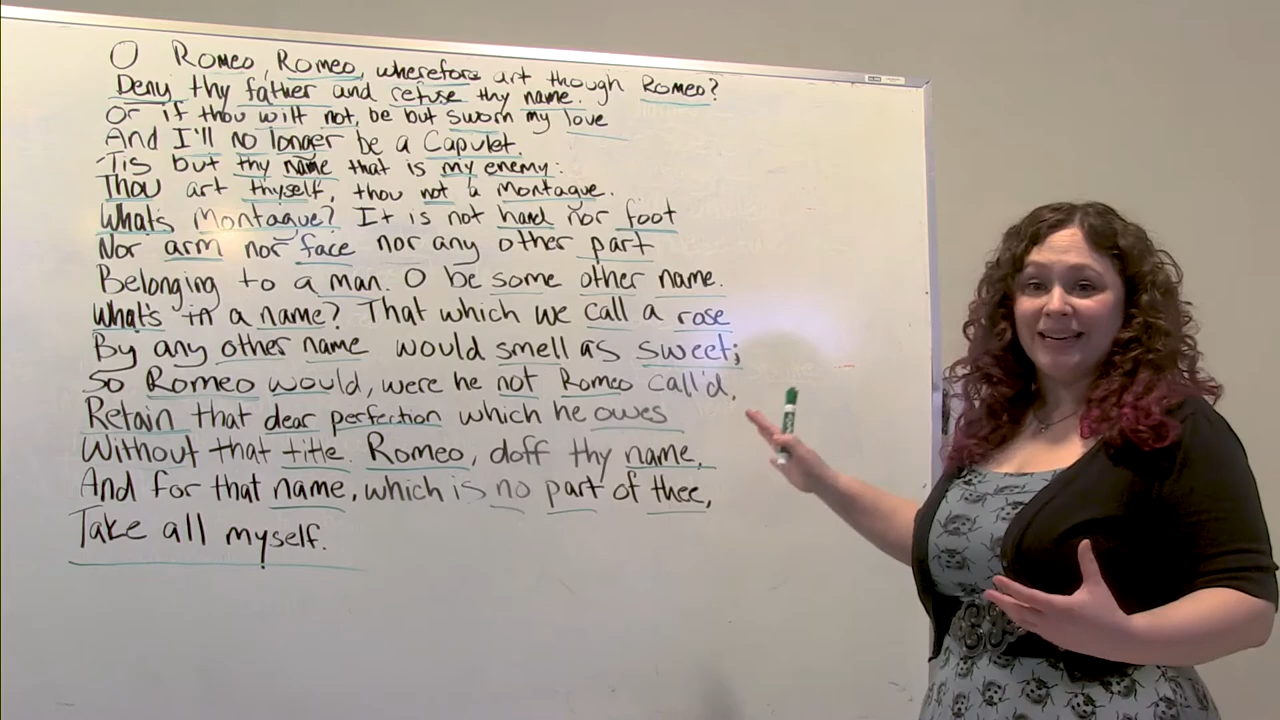 O Romeo, Romeo, wherefore art though Romeo?
Deny thy father and refuse thy name.
Or if thou wilt not, be but sworn my love
And I'll no longer be a Capulet.
'Tis but thy name that is my enemy:
Thou art thyself, thou not a Montague.
What's Montague? It is not hand nor foot
Nor arm nor face nor any other part
Belonging to a man. O be some other name.
What's in a name? That which we call a rose
By any other name would smell as sweet;
So Romeo would, were he not Romeo call'd,
Retain that dear perfection which he owes
Without that title. Romeo, doff thy name,
And for that name, which is no part of thee,
Take all myself.